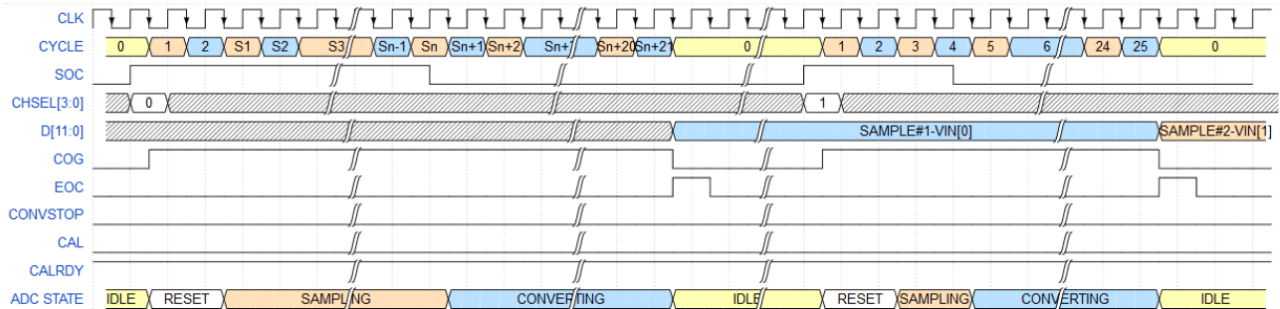 CLK
CYCLE 0 1 2 S1 S2 S3 Sn-1 Sn Sn+1 Sn+2 Sn+ Sn+20 Sn+21 0 1 2 3 4 5 6 24 25 0
SOC
CHSEL[3:0] 0 1
D[11:0] SAMPLE#1-VIN[0] SAMPLE#2-VIN[1]
COG
EOC
CONVSTOP
CAL
CALRDY
ADC STATE IDLE RESET SAMPLING CONVERTING IDLE RESET SAMPLING CONVERTING IDLE